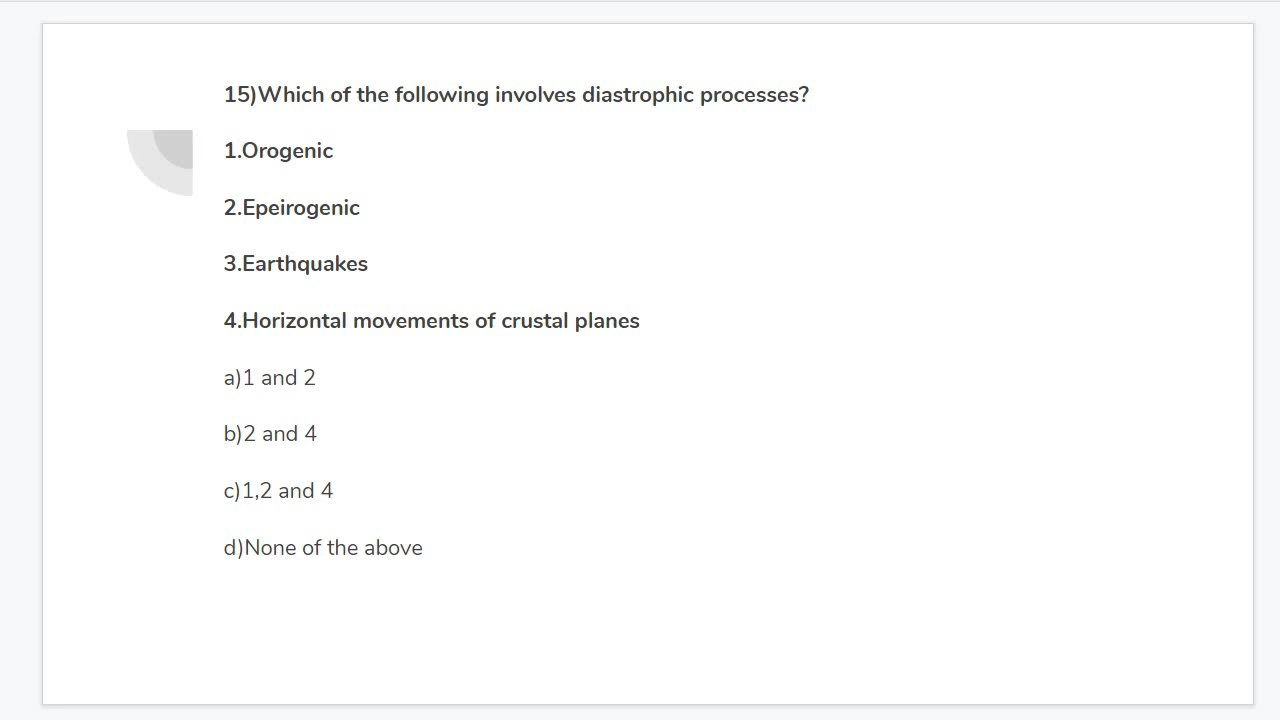 15)Which of the following involves diastrophic processes?
1.Orogenic
2.Epeirogenic
3.Earthquakes
4.Horizontal movements of crustal planes
a)1 and 2
b)2 and 4
c)1,2 and 4
d)None of the above